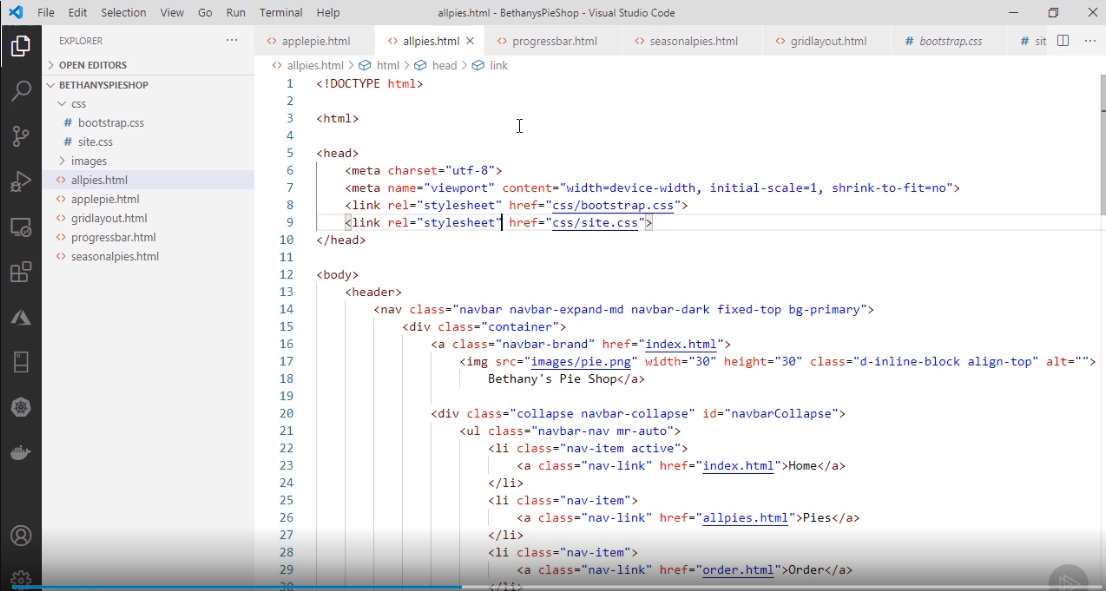 File Edit Selection View Go Run Terminal Help allpies.html - BethanysPieShop - Visual Studio Code
EXPLORER
OPEN EDITORS
BETHANYSPIESHOP
css
# bootstrap.css
# site.css
images
<> allpies.html
<> applepie.html
<> gridlayout.html
<> progressbar.html
<> seasonalpies.html
<> applepie.html <> allpies.html <> progressbar.html <> seasonalpies.html <> gridlayout.html # bootstrap.css # sit
<> allpies.html > html > head > link
1 <!DOCTYPE html>
2
3 <html>
4
5 <head>
6 <meta charset="utf-8">
7 <meta name="viewport" content="width=device-width, initial-scale=1, shrink-to-fit=no">
8 <link rel="stylesheet" href="css/bootstrap.css">
9 <link rel="stylesheet" href="css/site.css">
10 </head>
11
12 <body>
13 <header>
14 <nav class="navbar navbar-expand-md navbar-dark fixed-top bg-primary">
15 <div class="container">
16 <a class="navbar-brand" href="index.html">
17 <img src="images/pie.png" width="30" height="30" class="d-inline-block align-top" alt="">
18 Bethany's Pie Shop</a>
19
20 <div class="collapse navbar-collapse" id="navbarCollapse">
21 <ul class="navbar-nav mr-auto">
22 <li class="nav-item active">
23 <a class="nav-link" href="index.html">Home</a>
24 </li>
25 <li class="nav-item">
26 <a class="nav-link" href="allpies.html">Pies</a>
27 </li>
28 <li class="nav-item">
29 <a class="nav-link" href="order.html">Order</a>
30 </li>